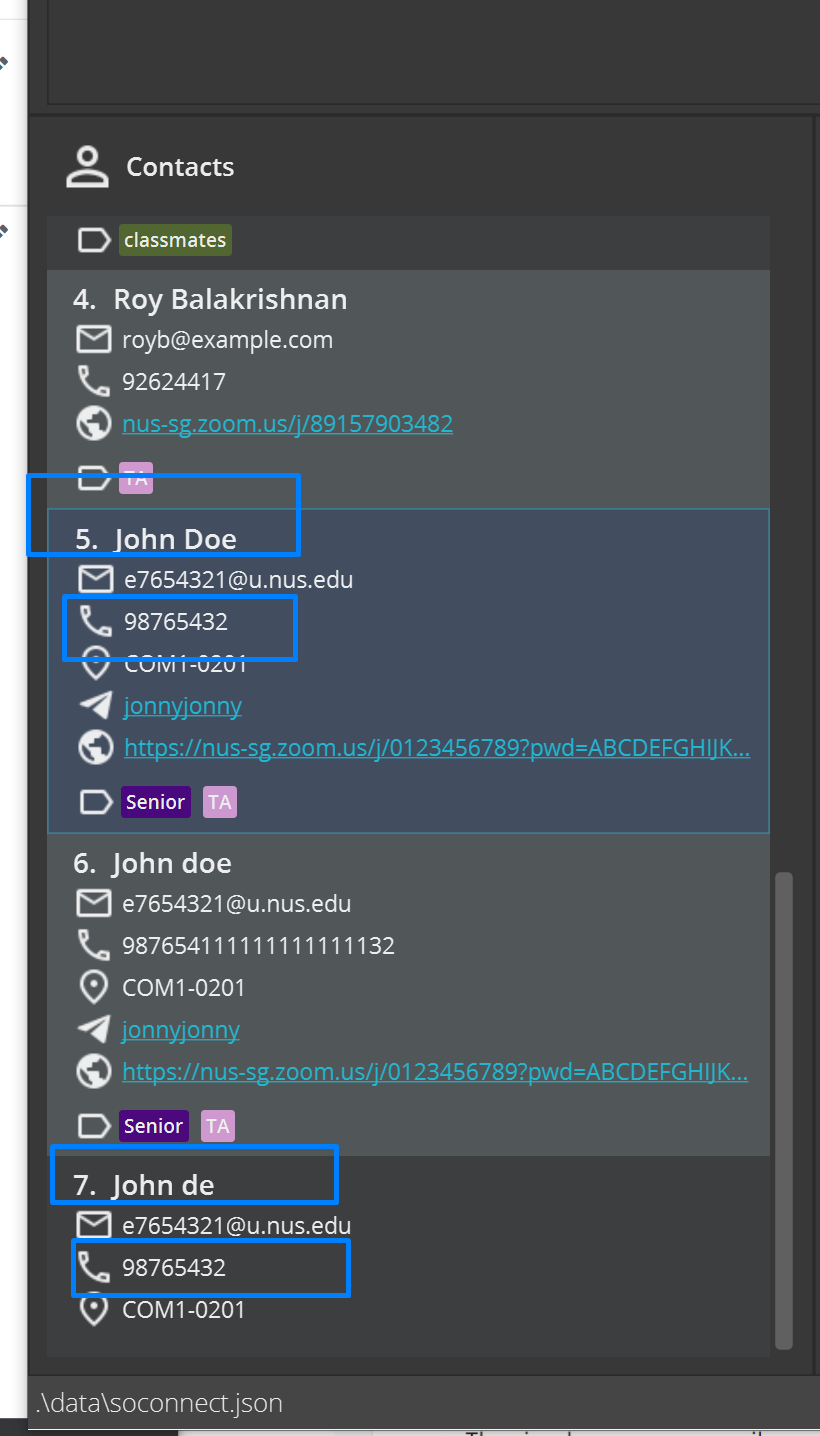 Contacts
classmates
4. Roy Balakrishnan
royb@example.com
92624417
nus-sg.zoom.us/j/89157903482
TA
5. John Doe
e7654321@u.nus.edu
98765432
COM1-0201
jonnyjonny
https://nus-sg.zoom.us/j/0123456789?pwd=ABCDEFGHIJK...
Senior TA
6. John doe
e7654321@u.nus.edu
987654111111111111132
COM1-0201
jonnyjonny
https://nus-sg.zoom.us/j/0123456789?pwd=ABCDEFGHIJK...
Senior TA
7. John de
e7654321@u.nus.edu
98765432
COM1-0201
.\data\soconnect.json